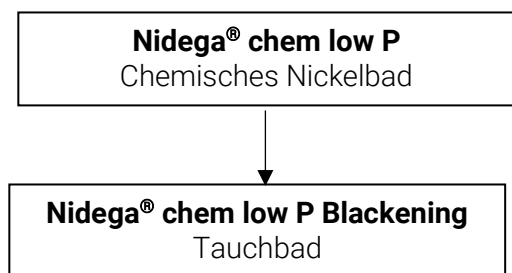 Nidega® chem low P
Chemisches Nickelbad
Nidega® chem low P Blackening
Tauchbad